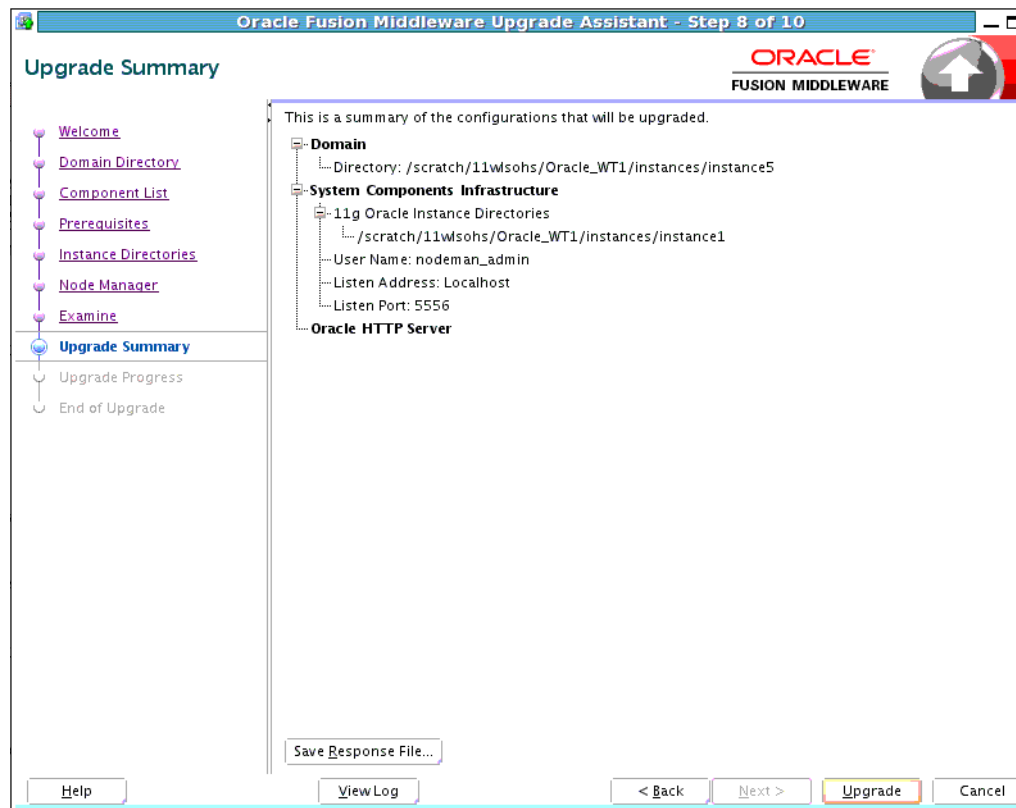 Oracle Fusion Middleware Upgrade Assistant - Step 8 of 10
Upgrade Summary
ORACLE
FUSION MIDDLEWARE
Welcome
Domain Directory
Component List
Prerequisites
Instance Directories
Node Manager
Examine
Upgrade Summary
Upgrade Progress
End of Upgrade
This is a summary of the configurations that will be upgraded.
Domain
Directory: /scratch/11wlsohs/Oracle_WT1/instances/instance5
System Components Infrastructure
11g Oracle Instance Directories
/scratch/11wlsohs/Oracle_WT1/instances/instance1
User Name: nodeman_admin
Listen Address: Localhost
Listen Port: 5556
Oracle HTTP Server
Save Response File...
Help
View Log
< Back
Next >
Upgrade
Cancel